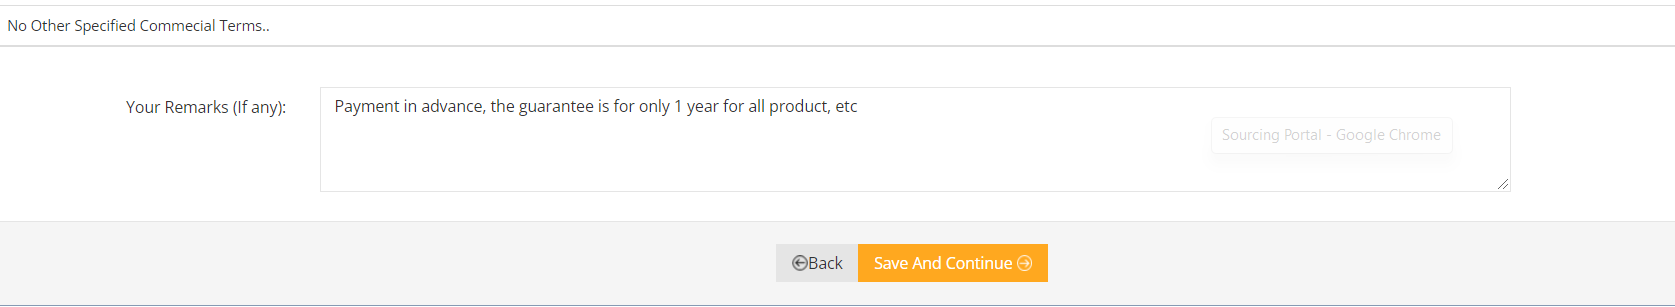 No Other Specified Commecial Terms..
Your Remarks (If any):
Payment in advance, the guarantee is for only 1 year for all product, etc
Sourcing Portal - Google Chrome
Back
Save And Continue